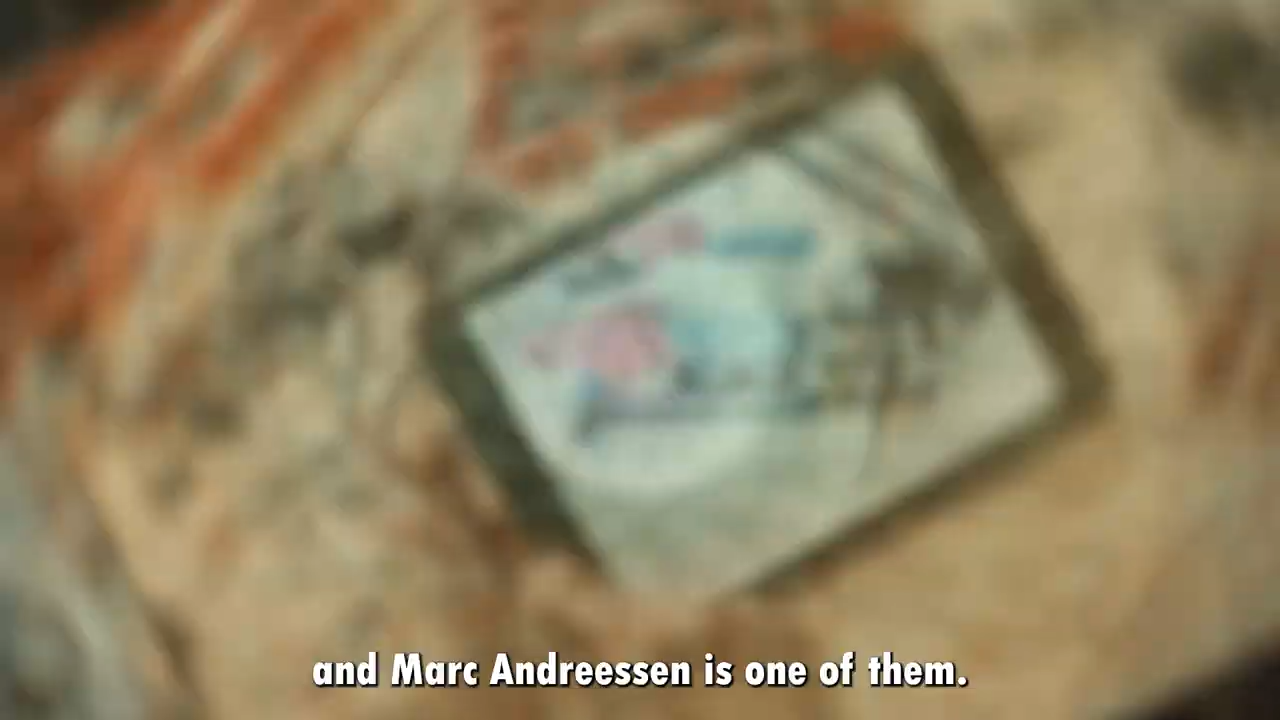 and Marc Andreessen is one of them.